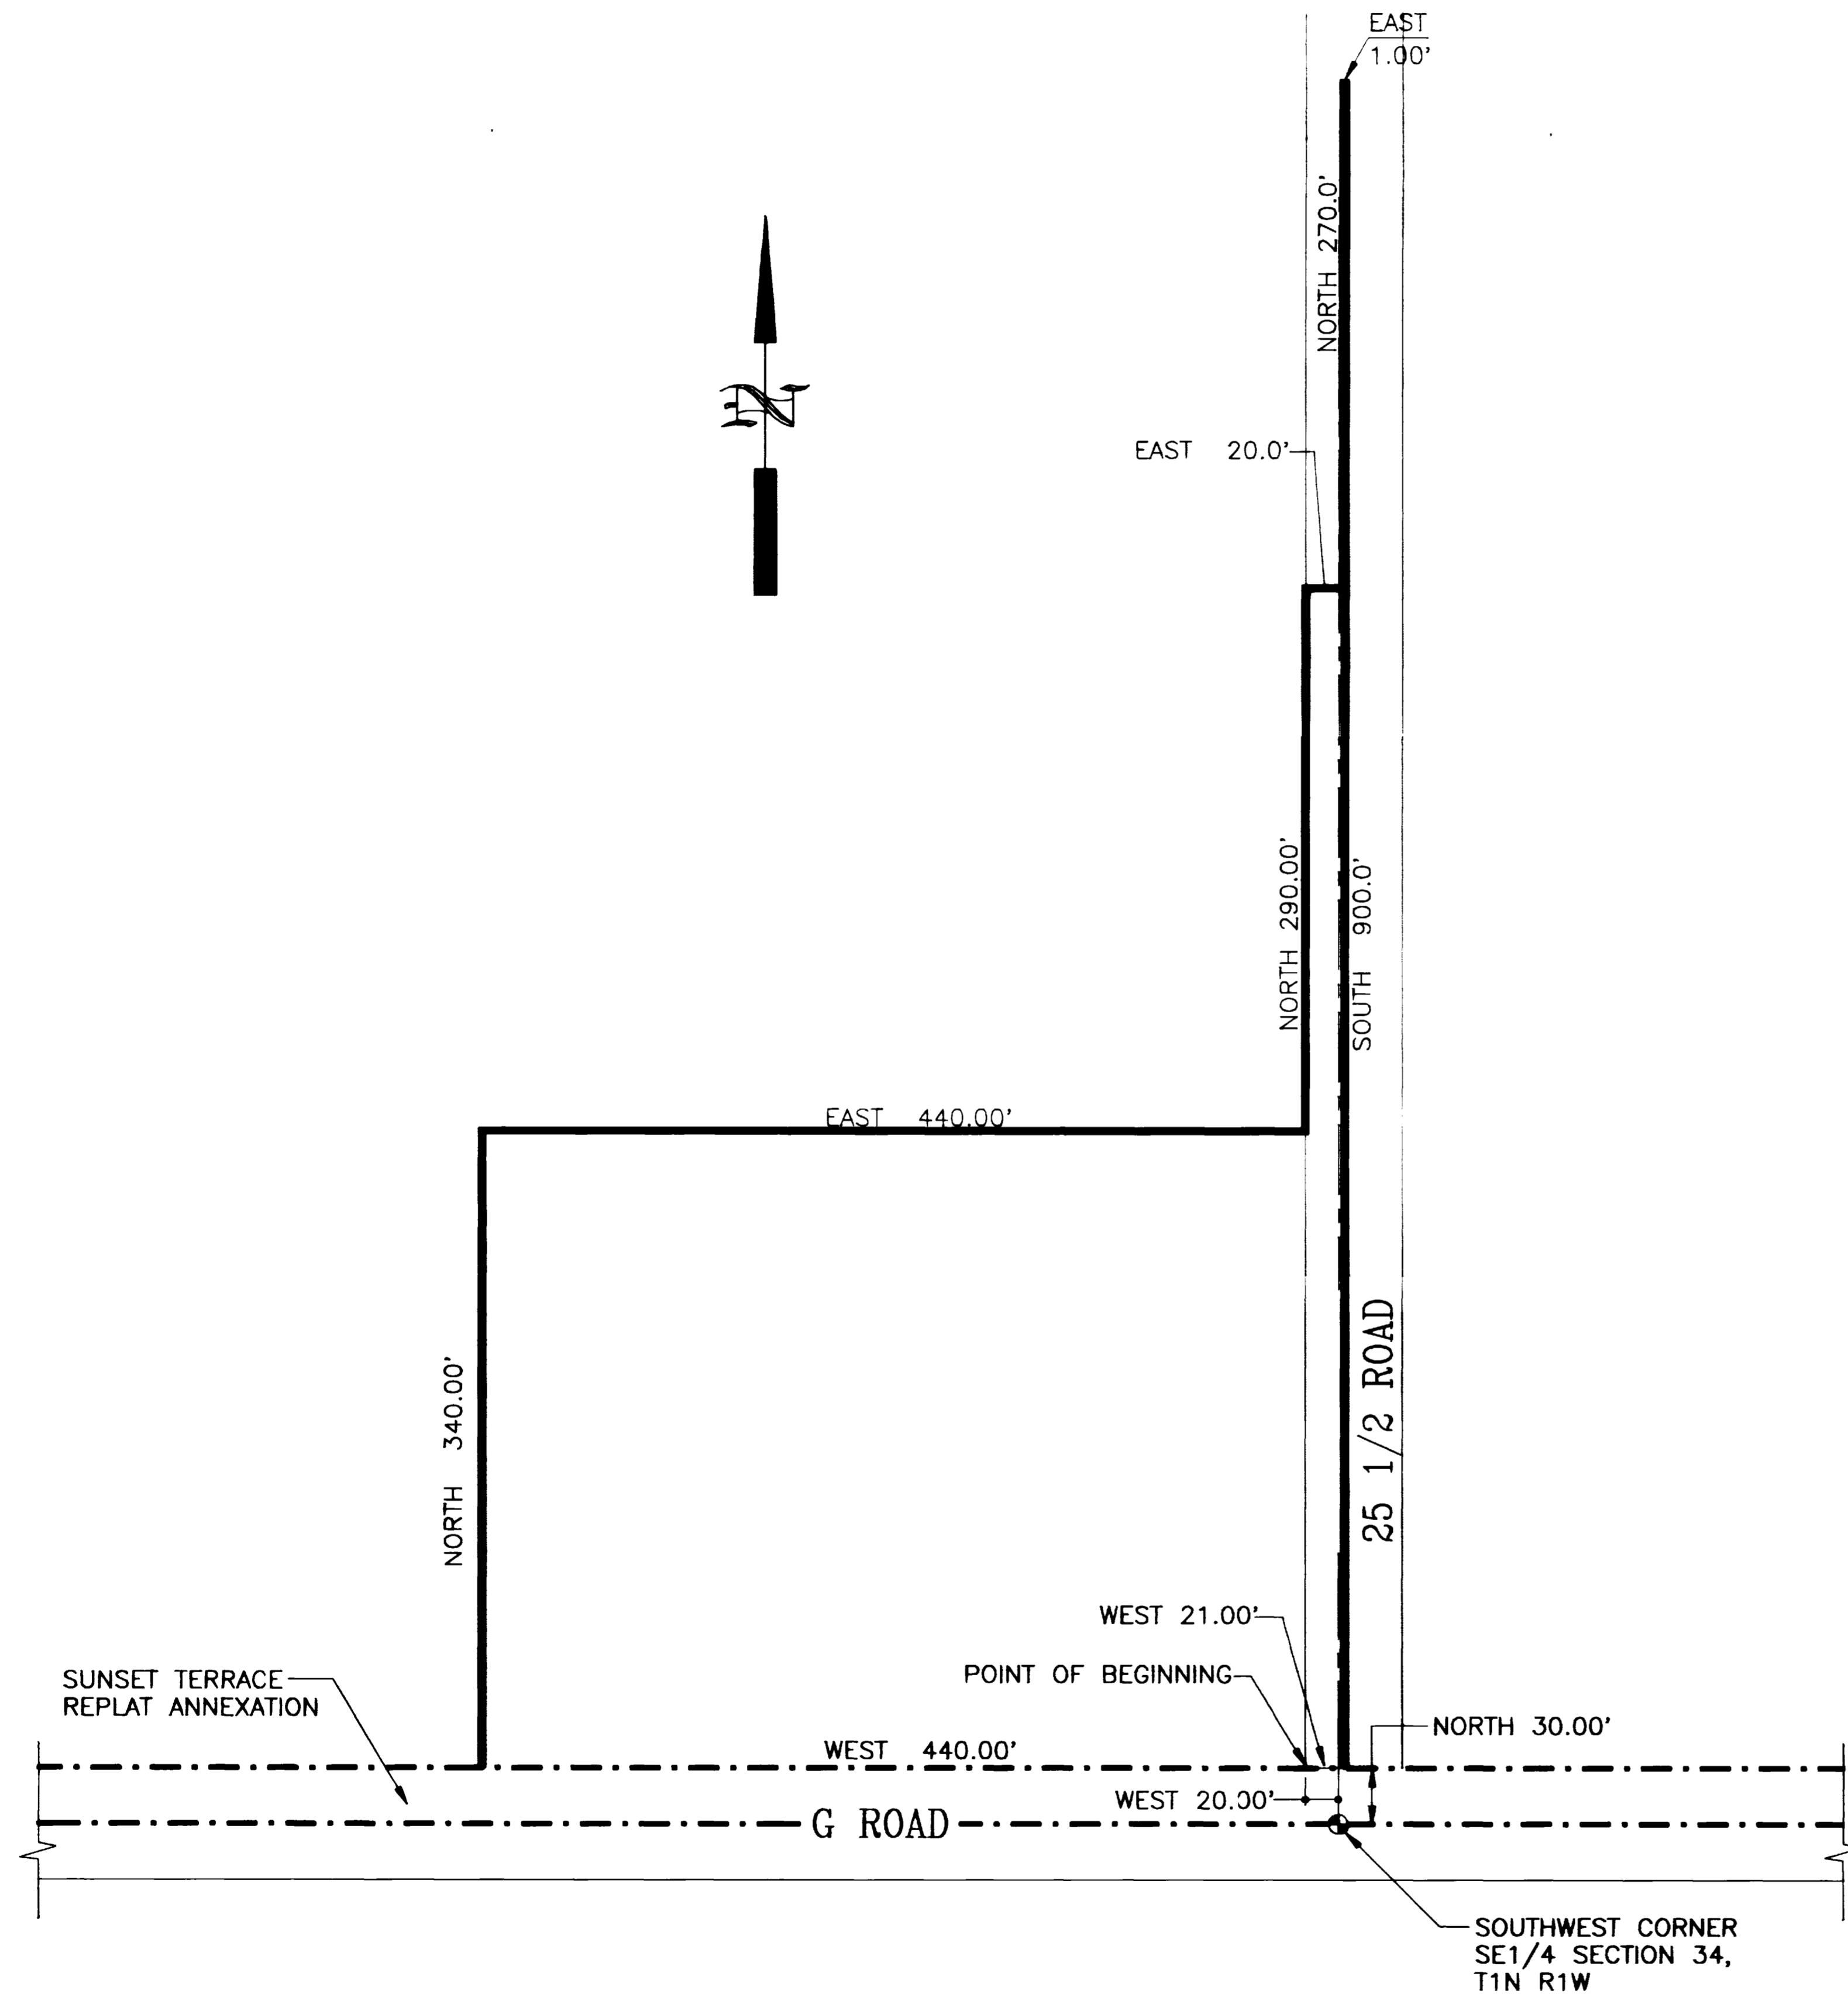 EAST
1.00'
NORTH 270.0'
N
EAST 20.0'
NORTH 290.00'
SOUTH 900.0'
EAST 440.00'
NORTH 340.00'
25 1/2 ROAD
WEST 21.00'
POINT OF BEGINNING
SUNSET TERRACE
REPLAT ANNEXATION
NORTH 30.00'
WEST 440.00'
WEST 20.00'
G ROAD
SOUTHWEST CORNER
SE1/4 SECTION 34,
T1N R1W